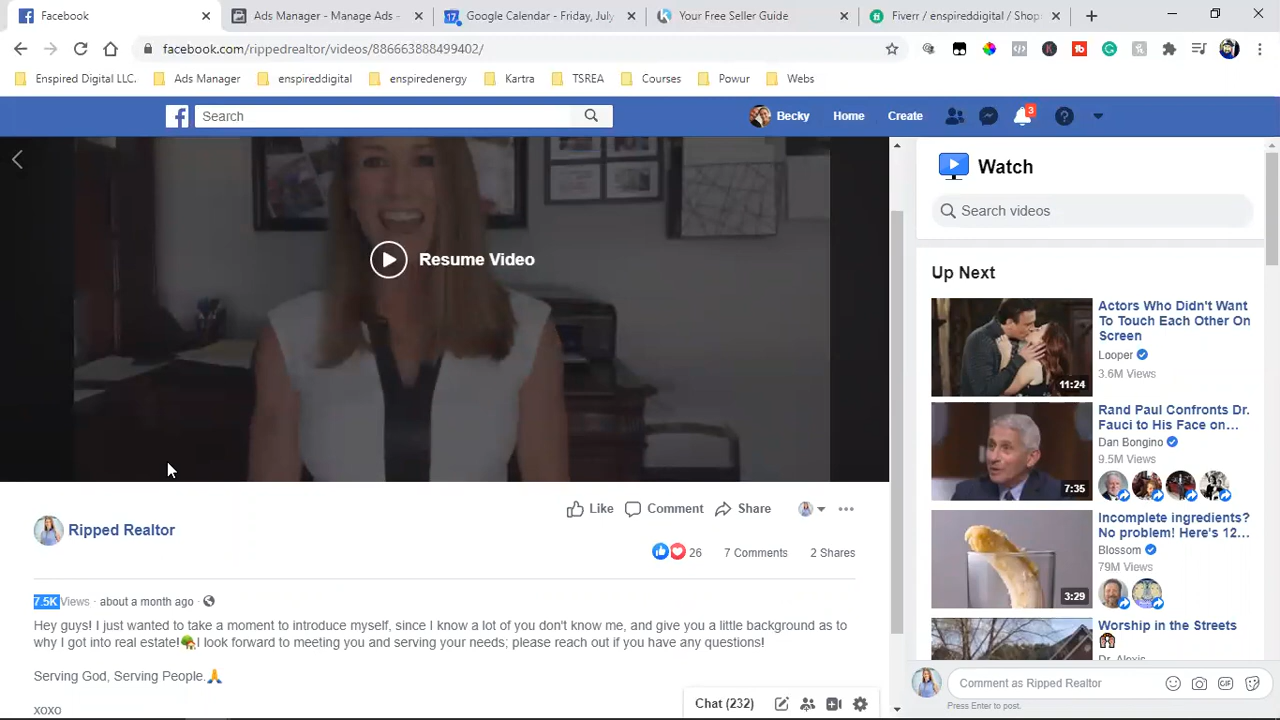 Facebook
Ads Manager - Manage Ads -
17
Google Calendar - Friday, July
Your Free Seller Guide
Fiverr / enspireddigital / Shop
facebook.com/rippedrealtor/videos/886663888499402/
Enspired Digital LLC.
Ads Manager
enspireddigital
enspiredenergy
Kartra
TSREA
Courses
Powur
Webs
Search
Becky
Home
Create
3
Resume Video
Ripped Realtor
Like
Comment
Share
26
7 Comments
2 Shares
7.5K Views · about a month ago ·
Hey guys! I just wanted to take a moment to introduce myself, since I know a lot of you don't know me, and give you a little background as to
why I got into real estate!🏡I look forward to meeting you and serving your needs; please reach out if you have any questions!
Serving God, Serving People.🙏
xoxo
Chat (232)
Watch
Search videos
Up Next
11:24
Actors Who Didn't Want
To Touch Each Other On
Screen
Looper
3.6M Views
7:35
Rand Paul Confronts Dr.
Fauci to His Face on...
Dan Bongino
9.5M Views
3:29
Incomplete ingredients?
No problem! Here's 12...
Blossom
79M Views
Worship in the Streets
Dr. Alexis
Comment as Ripped Realtor
GIF
Press Enter to post.